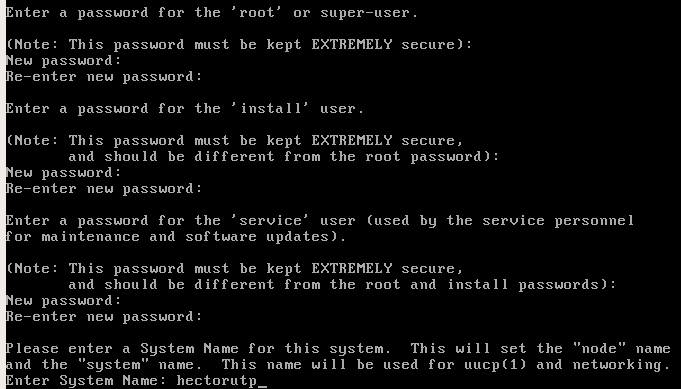 Enter a password for the 'root' or super-user.
(Note: This password must be kept EXTREMELY secure):
New password:
Re-enter new password:
Enter a password for the 'install' user.
(Note: This password must be kept EXTREMELY secure,
and should be different from the root password):
New password:
Re-enter new password:
Enter a password for the 'service' user (used by the service personnel
for maintenance and software updates).
(Note: This password must be kept EXTREMELY secure,
and should be different from the root and install passwords):
New password:
Re-enter new password:
Please enter a System Name for this system.  This will set the "node" name
and the "system" name.  This name will be used for uucp(1) and networking.
Enter System Name: hectorutp_